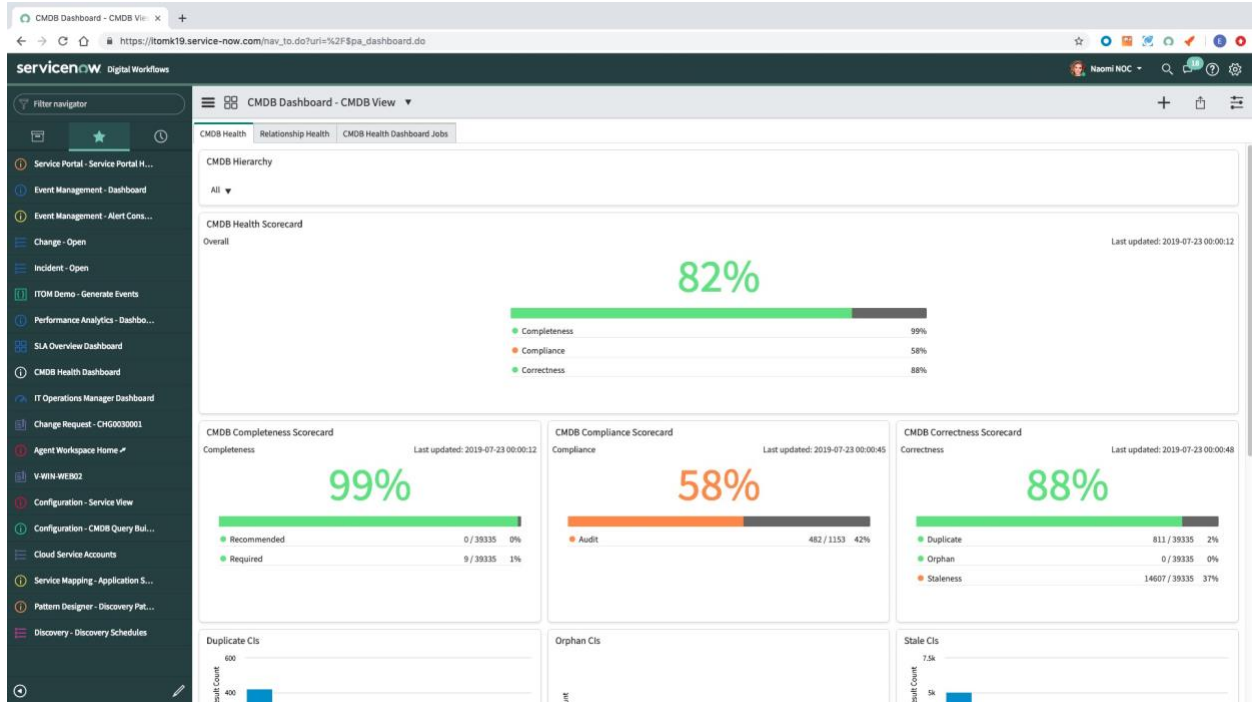 CMDB Dashboard - CMDB Vie
https://itomk19.service-now.com/nav_to.do?uri=%2F$pa_dashboard.do
E
servicenow Digital Workflows
Naomi NOC
18
Filter navigator
CMDB Dashboard - CMDB View
CMDB Health Relationship Health CMDB Health Dashboard Jobs
Service Portal - Service Portal H...
Event Management - Dashboard
Event Management - Alert Cons...
Change - Open
Incident - Open
ITOM Demo - Generate Events
Performance Analytics - Dashbo...
SLA Overview Dashboard
CMDB Health Dashboard
IT Operations Manager Dashboard
Change Request - CHG0030001
Agent Workspace Home
V-WIN-WEB02
Configuration - Service View
Configuration - CMDB Query Bui...
Cloud Service Accounts
Service Mapping - Application S...
Pattern Designer - Discovery Pat...
Discovery - Discovery Schedules
CMDB Hierarchy
All
CMDB Health Scorecard
Overall Last updated: 2019-07-23 00:00:12
82%
Completeness 99%
Compliance 58%
Correctness 88%
CMDB Completeness Scorecard
Completeness Last updated: 2019-07-23 00:00:12
99%
Recommended 0 / 39335 0%
Required 9 / 39335 1%
CMDB Compliance Scorecard
Compliance Last updated: 2019-07-23 00:00:45
58%
Audit 482 / 1153 42%
CMDB Correctness Scorecard
Correctness Last updated: 2019-07-23 00:00:48
88%
Duplicate 811 / 39335 2%
Orphan 0 / 39335 0%
Staleness 14607 / 39335 37%
Duplicate CIs
600
400
Orphan CIs
Stale CIs
7.5k
5k